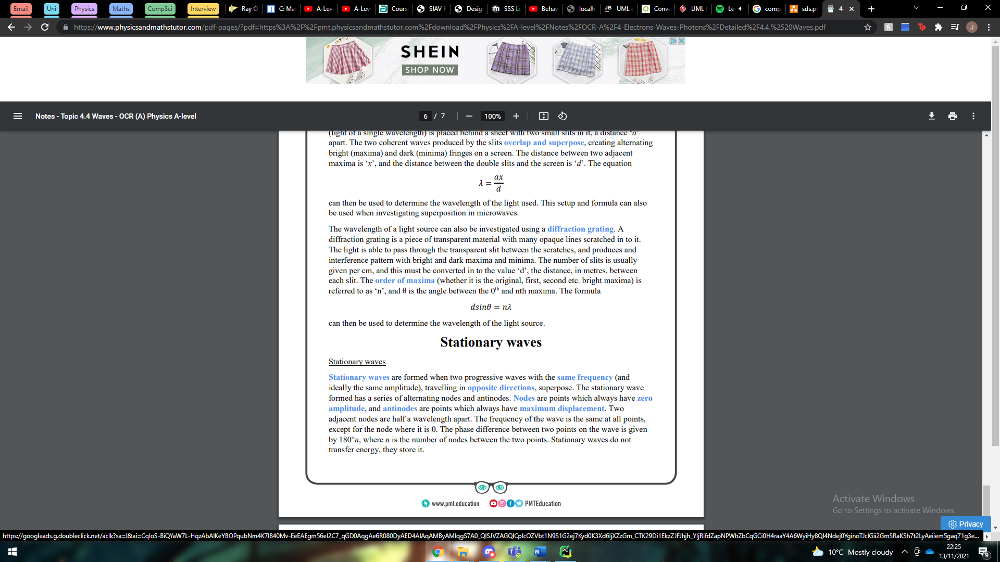 Email
Uni
Physics
Maths
CompSci
Interview
Ray C
C: Ma
A-Lev
A-Lev
Cours
SIAV F
Desig
SSS L
Behav
localh
UML
Conve
UML
Le
comp
sds.pr
4-
https://www.physicsandmathstutor.com/pdf-pages/?pdf=https%3A%2F%2Fpmt.physicsandmathstutor.com%2Fdownload%2FPhysics%2FA-level%2FNotes%2FOCR-A%2F4-Electrons-Waves-Photons%2FDetailed%2F4.4.%2520Waves.pdf
J
SHEIN
SHOP NOW
Notes - Topic 4.4 Waves - OCR (A) Physics A-level
6 / 7
100%
(light of a single wavelength) is placed behind a sheet with two small slits in it, a distance ‘a’
apart. The two coherent waves produced by the slits overlap and superpose, creating alternating
bright (maxima) and dark (minima) fringes on a screen. The distance between two adjacent
maxima is ‘x’, and the distance between the double slits and the screen is ‘d’. The equation
λ = ax/d
can then be used to determine the wavelength of the light used. This setup and formula can also
be used when investigating superposition in microwaves.
The wavelength of a light source can also be investigated using a diffraction grating. A
diffraction grating is a piece of transparent material with many opaque lines scratched in to it.
The light is able to pass through the transparent slit between the scratches, and produces and
interference pattern with bright and dark maxima and minima. The number of slits is usually
given per cm, and this must be converted in to the value ‘d’, the distance, in metres, between
each slit. The order of maxima (whether it is the original, first, second etc. bright maxima) is
referred to as ‘n’, and θ is the angle between the 0th and nth maxima. The formula
dsinθ = nλ
can then be used to determine the wavelength of the light source.
Stationary waves
Stationary waves
Stationary waves are formed when two progressive waves with the same frequency (and
ideally the same amplitude), travelling in opposite directions, superpose. The stationary wave
formed has a series of alternating nodes and antinodes. Nodes are points which always have zero
amplitude, and antinodes are points which always have maximum displacement. Two
adjacent nodes are half a wavelength apart. The frequency of the wave is the same at all points,
except for the node where it is 0. The phase difference between two points on the wave is given
by 180°n, where n is the number of nodes between the two points. Stationary waves do not
transfer energy, they store it.
www.pmt.education
PMTEducation
Activate Windows
Go to Settings to activate Windows.
Privacy
10°C Mostly cloudy
22:25
13/11/2021
9